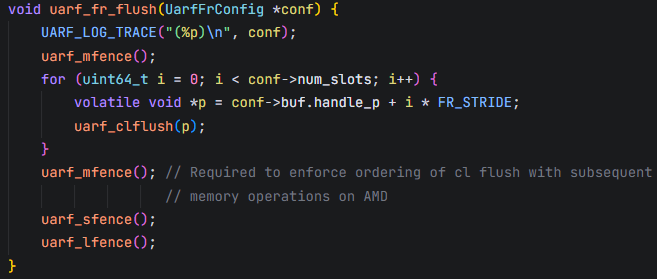 void uarf_fr_flush(UarfFrConfig *conf) {
    UARF_LOG_TRACE("(%p)\n", conf);
    uarf_mfence();
    for (uint64_t i = 0; i < conf->num_slots; i++) {
        volatile void *p = conf->buf.handle_p + i * FR_STRIDE;
        uarf_clflush(p);
    }
    uarf_mfence(); // Required to enforce ordering of cl flush with subsequent
                   // memory operations on AMD
    uarf_sfence();
    uarf_lfence();
}